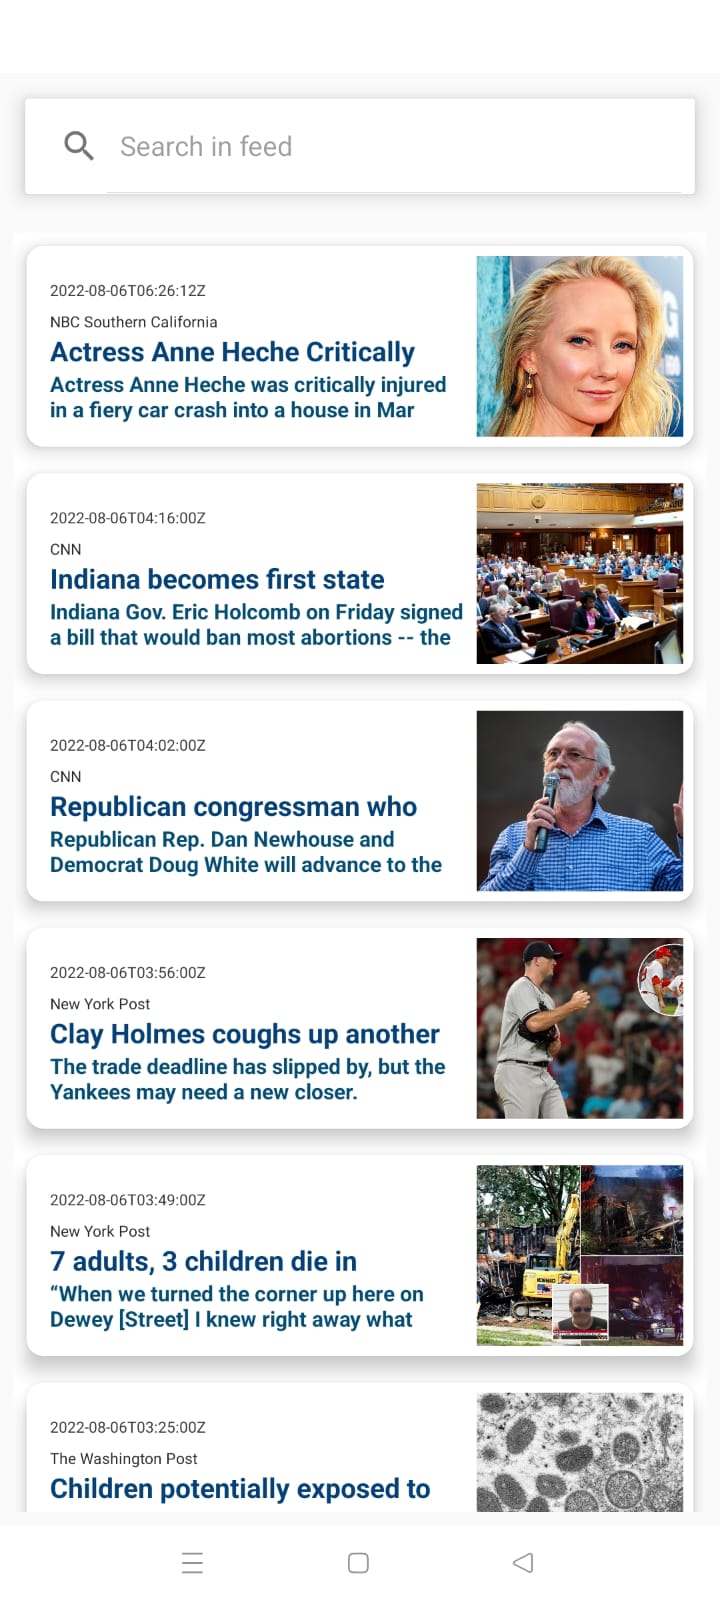 Search in feed
2022-08-06T06:26:12Z
NBC Southern California
Actress Anne Heche Critically
Actress Anne Heche was critically injured
in a fiery car crash into a house in Mar
2022-08-06T04:16:00Z
CNN
Indiana becomes first state
Indiana Gov. Eric Holcomb on Friday signed
a bill that would ban most abortions -- the
2022-08-06T04:02:00Z
CNN
Republican congressman who
Republican Rep. Dan Newhouse and
Democrat Doug White will advance to the
2022-08-06T03:56:00Z
New York Post
Clay Holmes coughs up another
The trade deadline has slipped by, but the
Yankees may need a new closer.
2022-08-06T03:49:00Z
New York Post
7 adults, 3 children die in
“When we turned the corner up here on
Dewey [Street] I knew right away what
2022-08-06T03:25:00Z
The Washington Post
Children potentially exposed to